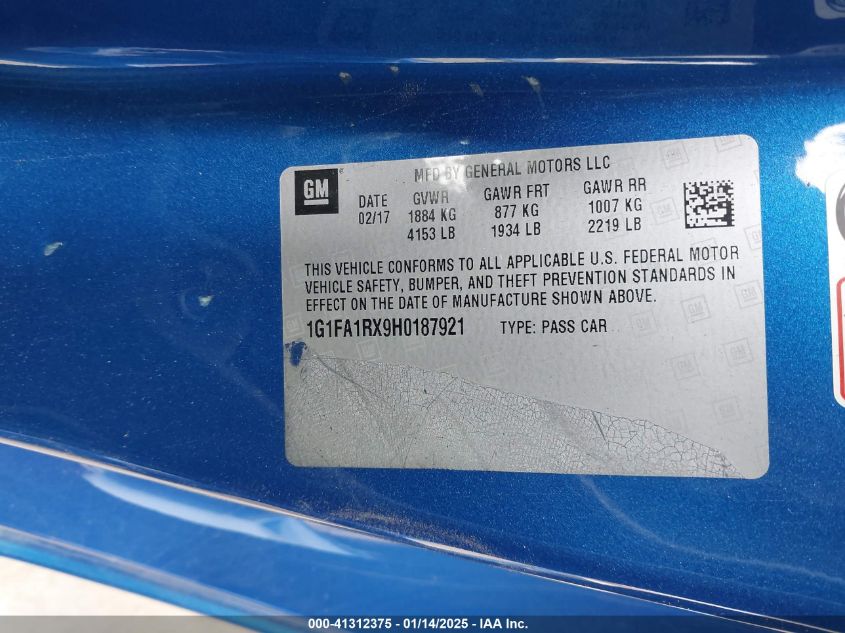 MFD BY GENERAL MOTORS LLC
GM
DATE GVWR GAWR FRT GAWR RR
02/17 1884 KG 877 KG 1007 KG
4153 LB 1934 LB 2219 LB
THIS VEHICLE CONFORMS TO ALL APPLICABLE U.S. FEDERAL MOTOR
VEHICLE SAFETY, BUMPER, AND THEFT PREVENTION STANDARDS IN
EFFECT ON THE DATE OF MANUFACTURE SHOWN ABOVE.
1G1FA1RX9H0187921 TYPE: PASS CAR
000-41312375 - 01/14/2025 - IAA Inc.